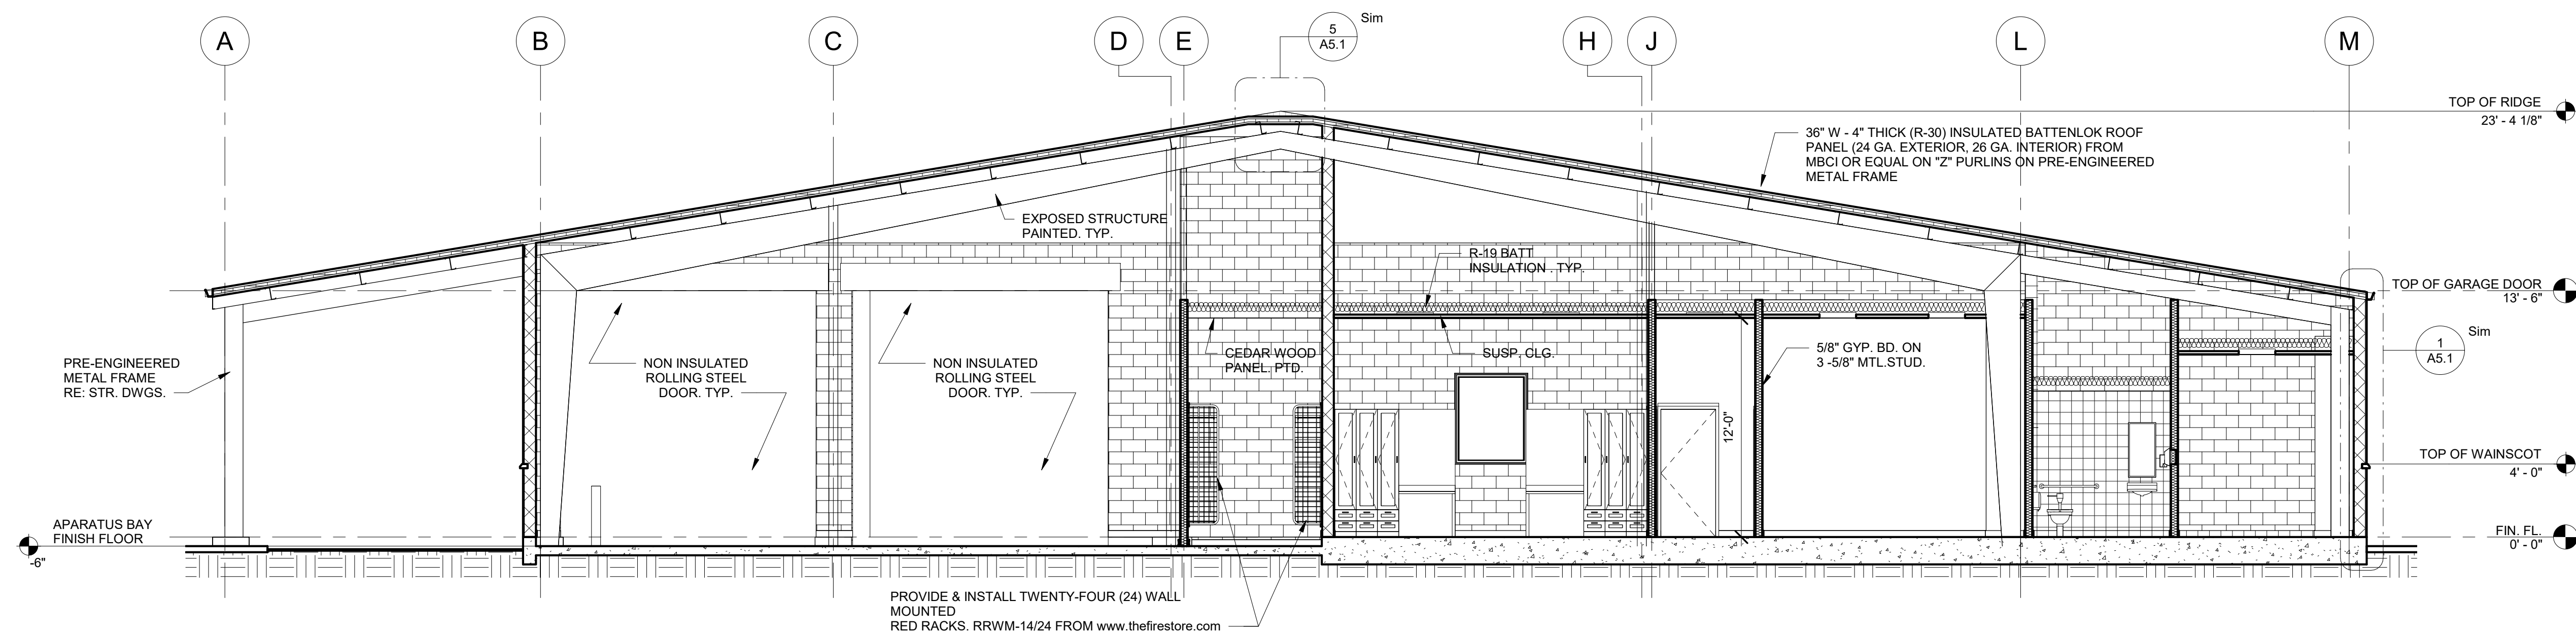 A
B
C
D
E
5
A5.1
Sim
H
J
L
M
TOP OF RIDGE
23' - 4 1/8"
36" W - 4" THICK (R-30) INSULATED BATTENLOK ROOF
PANEL (24 GA. EXTERIOR, 26 GA. INTERIOR) FROM
MBCI OR EQUAL ON "Z" PURLINS ON PRE-ENGINEERED
METAL FRAME
EXPOSED STRUCTURE
PAINTED. TYP.
R-19 BATT
INSULATION . TYP.
TOP OF GARAGE DOOR
13' - 6"
Sim
1
A5.1
PRE-ENGINEERED
METAL FRAME
RE: STR. DWGS.
NON INSULATED
ROLLING STEEL
DOOR. TYP.
NON INSULATED
ROLLING STEEL
DOOR. TYP.
CEDAR WOOD
PANEL. PTD.
SUSP. CLG.
5/8" GYP. BD. ON
3 -5/8" MTL.STUD.
12'-0"
TOP OF WAINSCOT
4' - 0"
APARATUS BAY
FINISH FLOOR
-6"
FIN. FL.
0' - 0"
PROVIDE & INSTALL TWENTY-FOUR (24) WALL
MOUNTED
RED RACKS. RRWM-14/24 FROM www.thefirestore.com